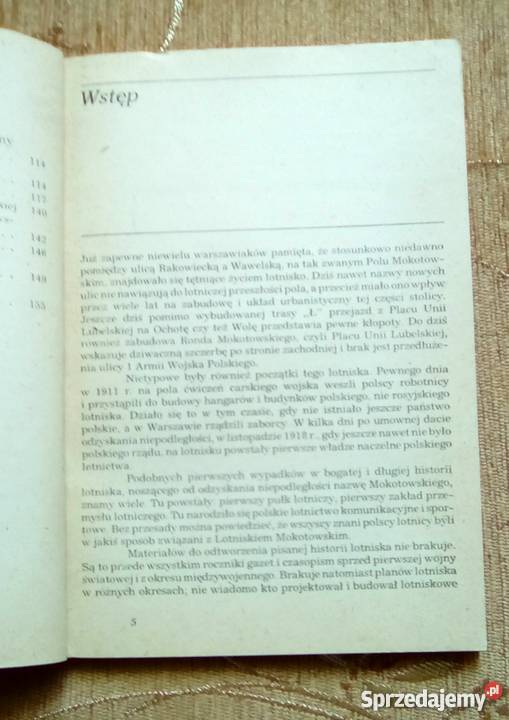 ny
114
114
117
kiej
140
142
146
149
155
Wstęp
Już zapewne niewielu warszawiaków pamięta, że stosunkowo niedawno
pomiędzy ulicą Rakowiecką a Wawelską, na tak zwanym Polu Mokotow-
skim, znajdowało się tętniące życiem lotnisko. Dziś nawet nazwy nowych
ulic nie nawiązują do lotniczej przeszłości pola, a przecież miało ono wpływ
przez wiele lat na zabudowę i układ urbanistyczny tej części stolicy.
Jeszcze dziś pomimo wybudowanej trasy „Ł" przejazd z Placu Unii
Lubelskiej na Ochotę czy też Wolę przedstawia pewne kłopoty. Do dziś
również zabudowa Ronda Mokotowskiego, czyli Placu Unii Lubelskiej,
wskazuje dziwaczną szczerbę po stronie zachodniej i brak jest przedłuże-
nia ulicy 1 Armii Wojska Polskiego.
Nietypowe były również początki tego lotniska. Pewnego dnia
w 1911 r. na pola ćwiczeń carskiego wojska weszli polscy robotnicy
i przystąpili do budowy hangarów i budynków polskiego, nie rosyjskiego
lotniska. Działo się to w tym czasie, gdy nie istniało jeszcze państwo
polskie, a w Warszawie rządzili zaborcy. W kilka dni po umownej dacie
odzyskania niepodległości, w listopadzie 1918 r., gdy jeszcze nawet nie było
polskiego rządu, na lotnisku powstały pierwsze władze naczelne polskiego
lotnictwa.
Podobnych pierwszych wypadków w bogatej i długiej historii
lotniska, noszącego od odzyskania niepodległości nazwę Mokotowskiego,
znamy wiele. Tu powstały: pierwszy pułk lotniczy, pierwszy zakład prze-
mysłu lotniczego. Tu narodziło się polskie lotnictwo komunikacyjne i spor-
towe. Bez przesady można powiedzieć, że wszyscy znani polscy lotnicy byli
w jakiś sposób związani z Lotniskiem Mokotowskim.
Materiałów do odtworzenia pisanej historii lotniska nie brakuje.
Są to przede wszystkim roczniki gazet i czasopism sprzed pierwszej wojny
światowej i z okresu międzywojennego. Brakuje natomiast planów lotniska
w różnych okresach; nie wiadomo kto projektował i budował lotniskowe
5
Sprzedajemy.pl